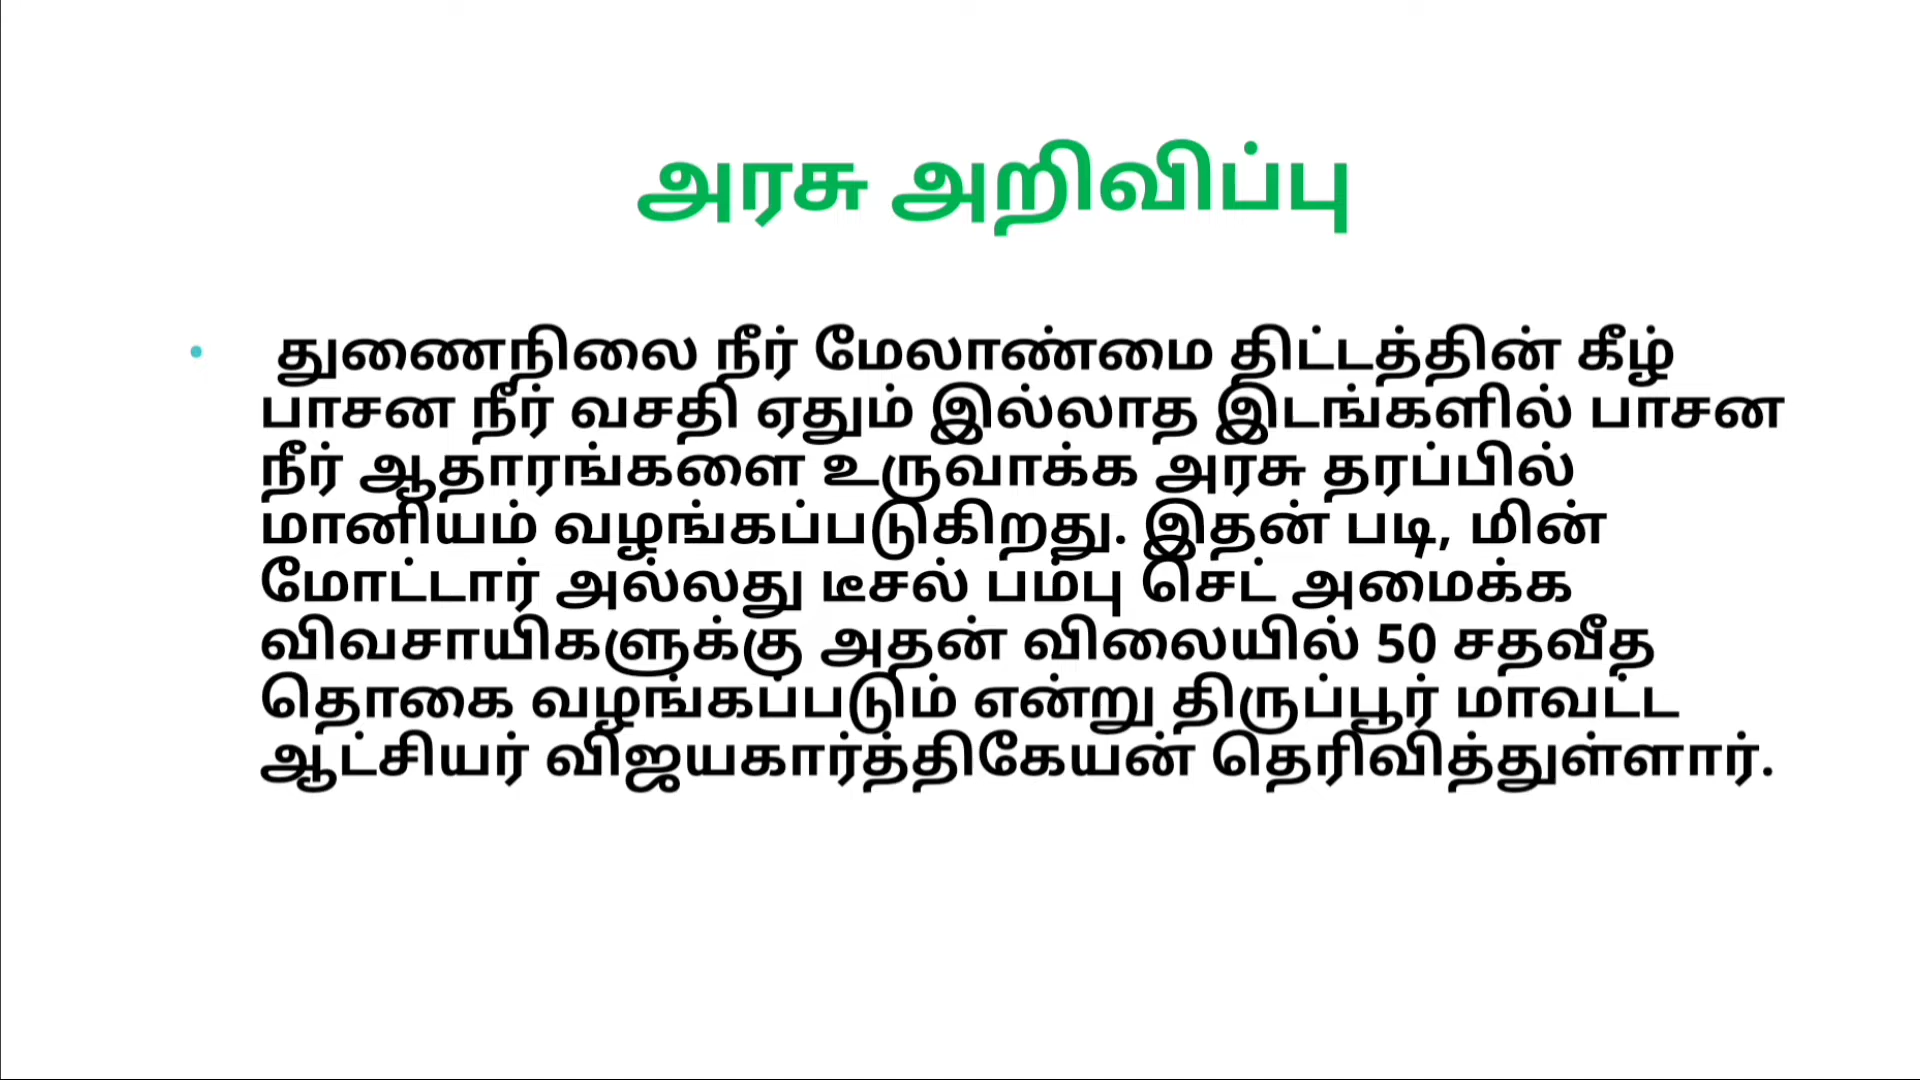 அரசு அறிவிப்பு
• துணைநிலை நீர் மேலாண்மை திட்டத்தின் கீழ்
பாசன நீர் வசதி ஏதும் இல்லாத இடங்களில் பாசன
நீர் ஆதாரங்களை உருவாக்க அரசு தரப்பில்
மானியம் வழங்கப்படுகிறது. இதன் படி, மின்
மோட்டார் அல்லது டீசல் பம்பு செட் அமைக்க
விவசாயிகளுக்கு அதன் விலையில் 50 சதவீத
தொகை வழங்கப்படும் என்று திருப்பூர் மாவட்ட
ஆட்சியர் விஜயகார்த்திகேயன் தெரிவித்துள்ளார்.